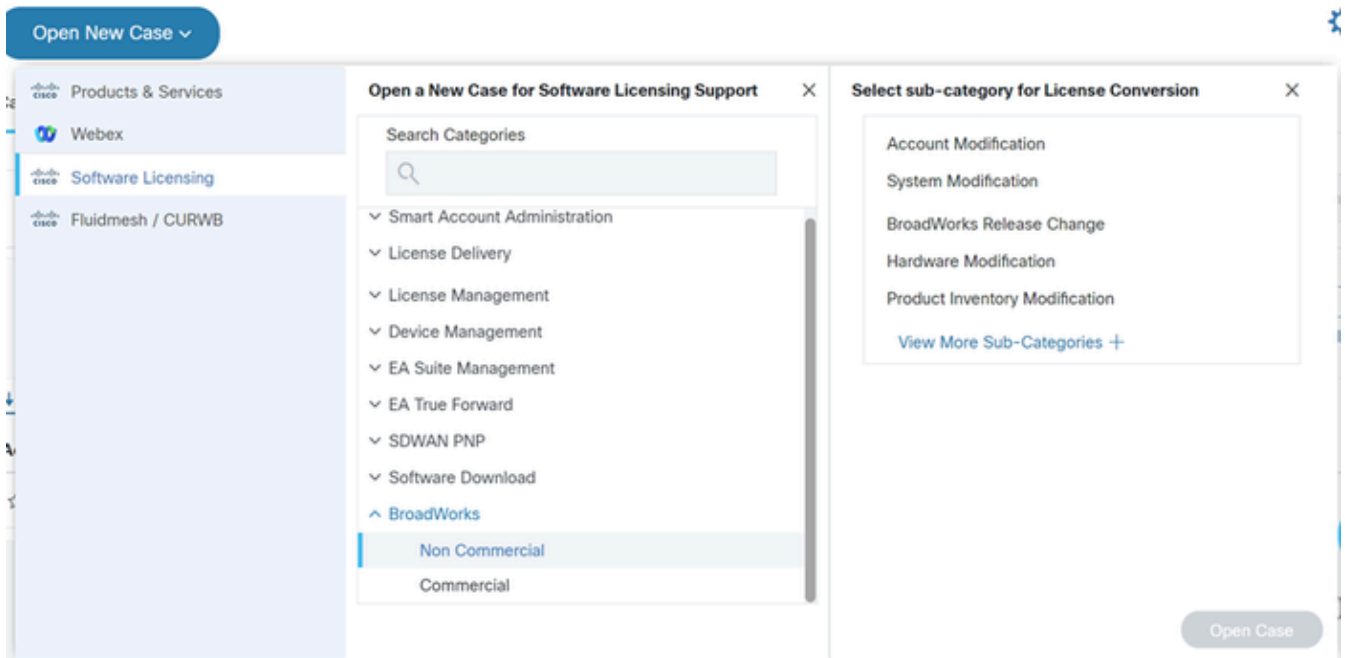 Open New Case
Products & Services
Webex
Software Licensing
Fluidmesh / CURWB
Open a New Case for Software Licensing Support
Search Categories
Smart Account Administration
License Delivery
License Management
Device Management
EA Suite Management
EA True Forward
SDWAN PNP
Software Download
BroadWorks
Non Commercial
Commercial
Select sub-category for License Conversion
Account Modification
System Modification
BroadWorks Release Change
Hardware Modification
Product Inventory Modification
View More Sub-Categories +
Open Case